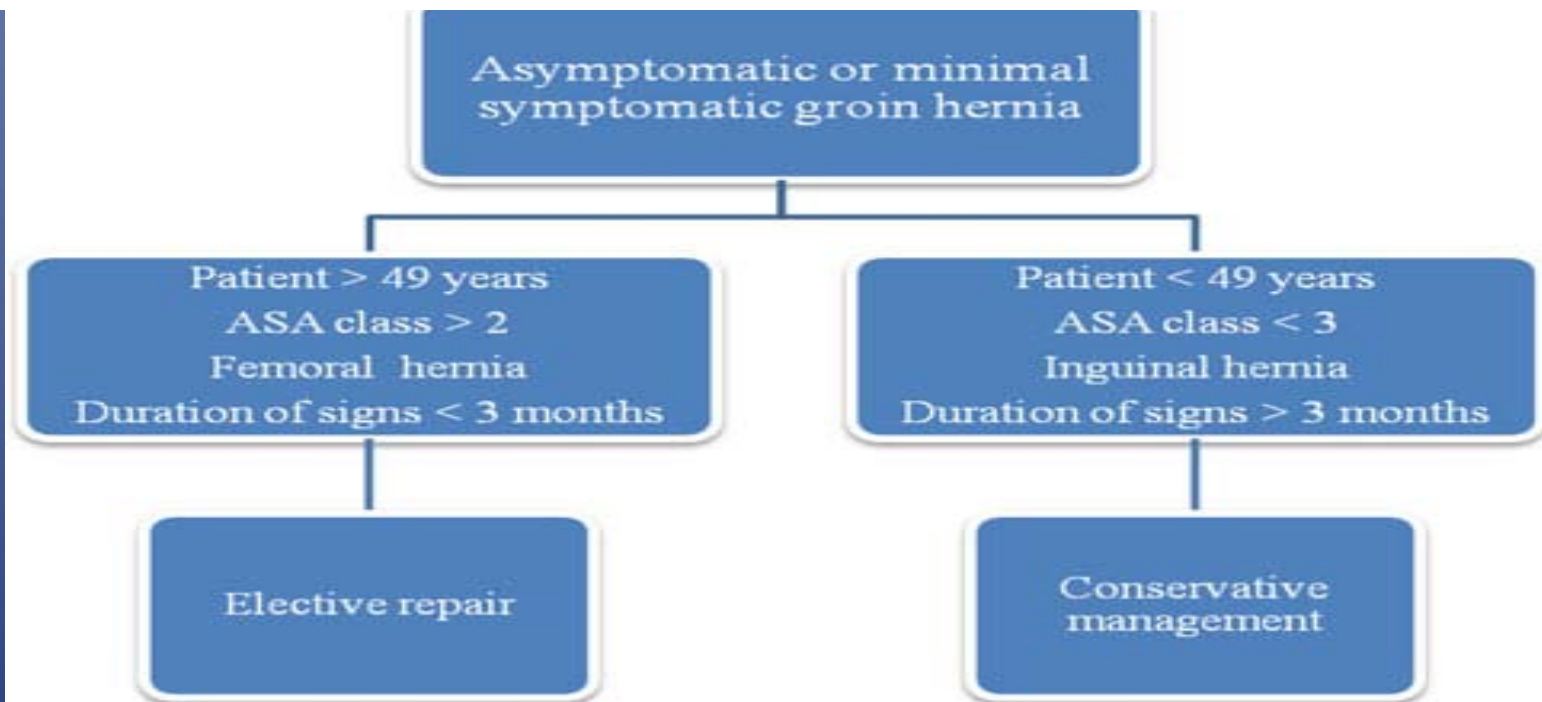 Asymptomatic or minimal
symptomatic groin hernia
Patient > 49 years
ASA class > 2
Femoral hernia
Duration of signs < 3 months
Patient < 49 years
ASA class < 3
Inguinal hernia
Duration of signs > 3 months
Elective repair
Conservative
management